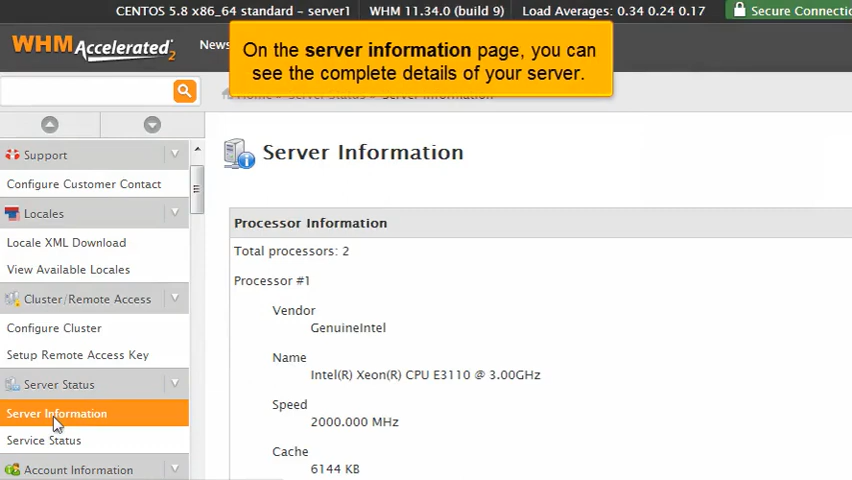 CENTOS 5.8 x86_64 standard – server1 WHM 11.34.0 (build 9) Load Averages: 0.34 0.24 0.17 Secure Connectio
WHM Accelerated2 News
On the server information page, you can
see the complete details of your server.
Server Information
Support
Configure Customer Contact
Locales
Locale XML Download
View Available Locales
Cluster/Remote Access
Configure Cluster
Setup Remote Access Key
Server Status
Server Information
Service Status
Account Information
Processor Information
Total processors: 2
Processor #1
Vendor
GenuineIntel
Name
Intel(R) Xeon(R) CPU E3110 @ 3.00GHz
Speed
2000.000 MHz
Cache
6144 KB